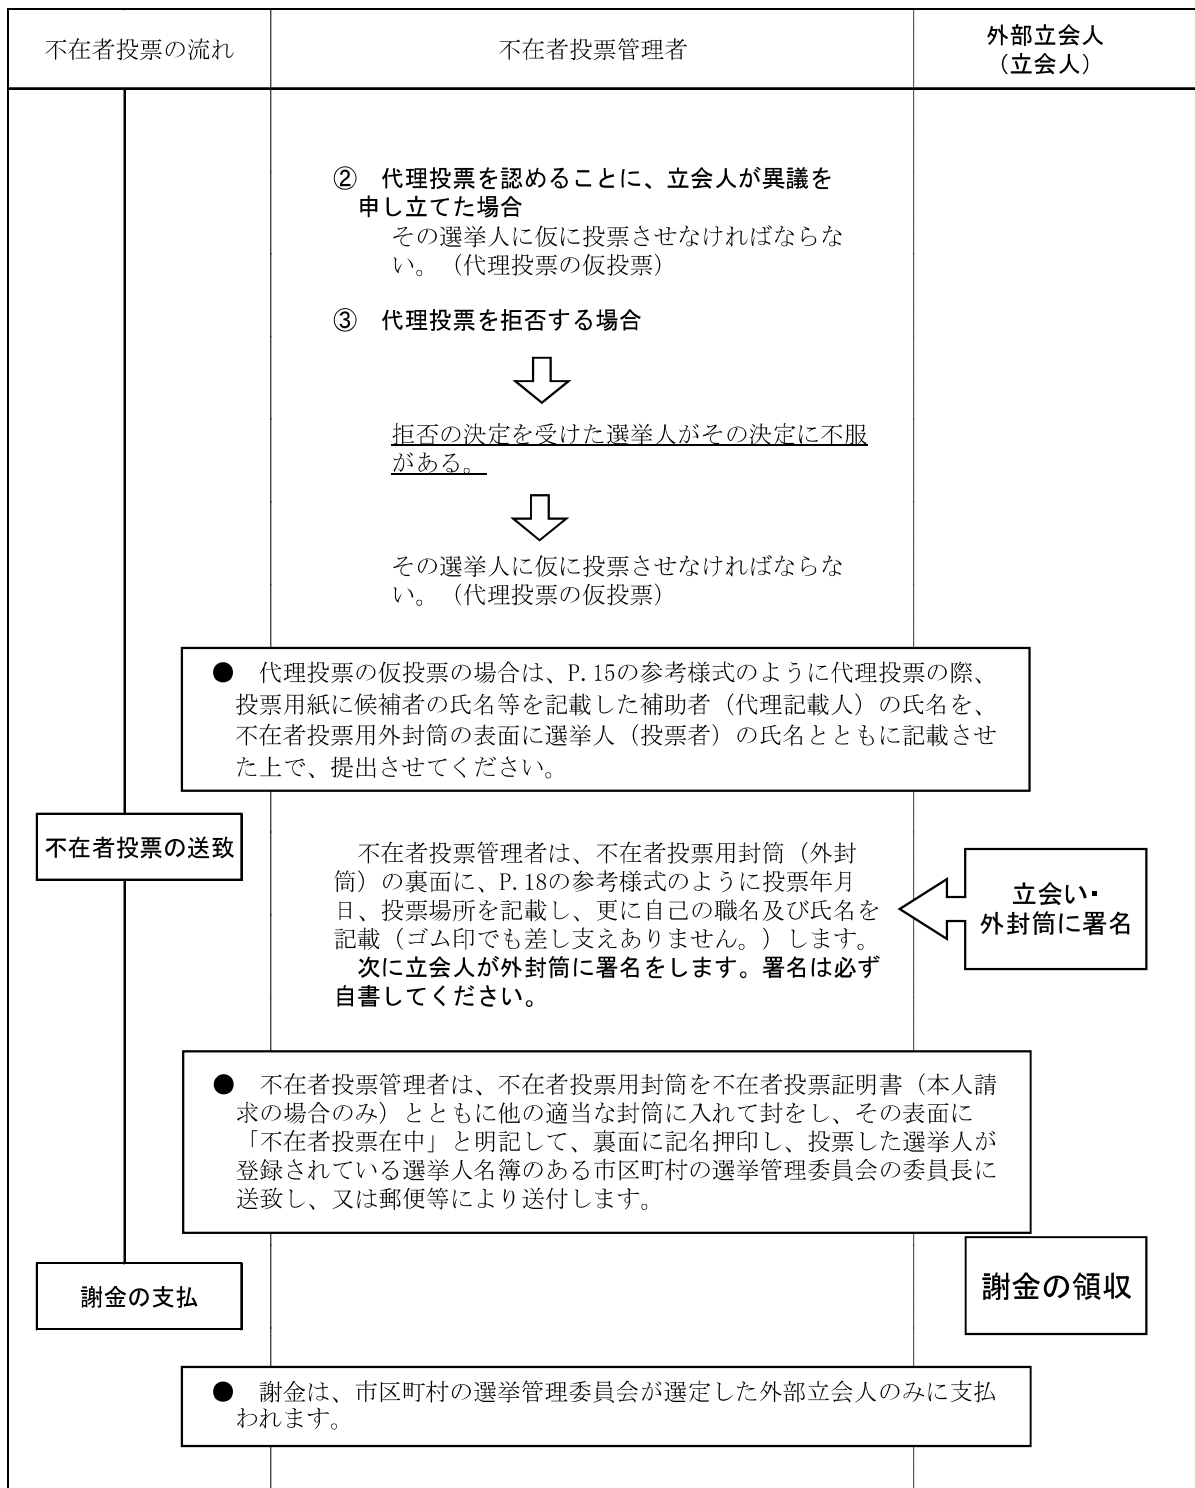 不在者投票の流れ
不在者投票管理者
外部立会人
（立会人）
②　代理投票を認めることに、立会人が異議を
申し立てた場合
その選挙人に仮に投票させなければならな
い。（代理投票の仮投票）
③　代理投票を拒否する場合
拒否の決定を受けた選挙人がその決定に不服
がある。
その選挙人に仮に投票させなければならな
い。（代理投票の仮投票）
●　代理投票の仮投票の場合は、P.15の参考様式のように代理投票の際、
投票用紙に候補者の氏名等を記載した補助者（代理記載人）の氏名を、
不在者投票用外封筒の表面に選挙人（投票者）の氏名とともに記載させ
た上で、提出させてください。
不在者投票の送致
不在者投票管理者は、不在者投票用封筒（外封
筒）の裏面に、P.18の参考様式のように投票年月
日、投票場所を記載し、更に自己の職名及び氏名を
記載（ゴム印でも差し支えありません。）します。
次に立会人が外封筒に署名をします。署名は必ず
自書してください。
立会い・
外封筒に署名
●　不在者投票管理者は、不在者投票用封筒を不在者投票証明書（本人請
求の場合のみ）とともに他の適当な封筒に入れて封をし、その表面に
「不在者投票在中」と明記して、裏面に記名押印し、投票した選挙人が
登録されている選挙人名簿のある市区町村の選挙管理委員会の委員長に
送致し、又は郵便等により送付します。
謝金の支払
謝金の領収
●　謝金は、市区町村の選挙管理委員会が選定した外部立会人のみに支払
われます。